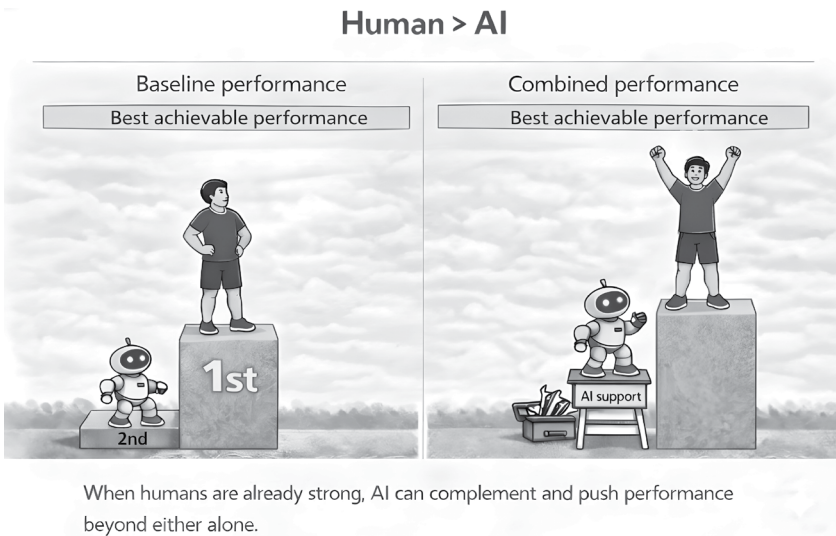 Human > AI
Baseline performance
Best achievable performance
1st
2nd
Combined performance
Best achievable performance
AI support
When humans are already strong, AI can complement and push performance
beyond either alone.